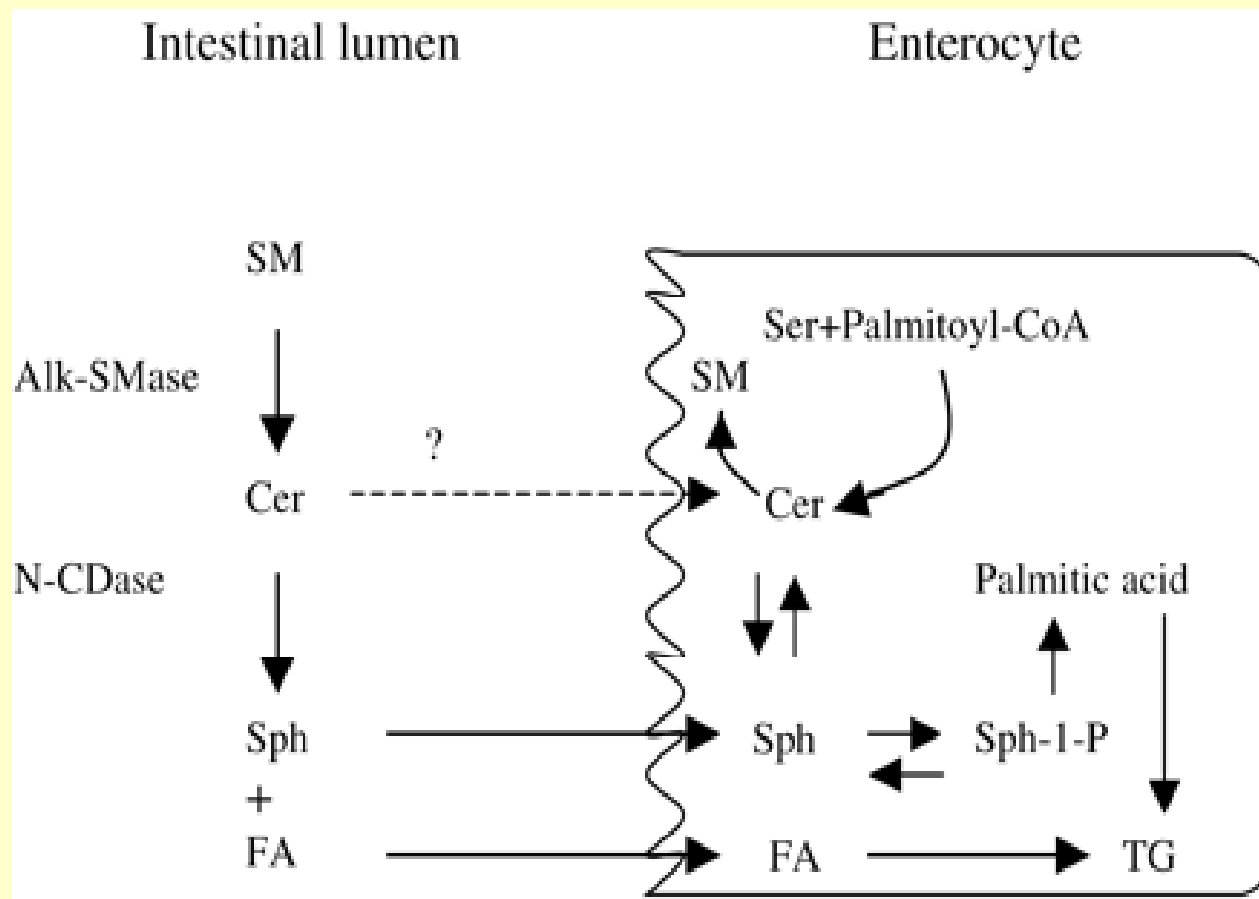 Intestinal lumen
Enterocyte
SM
Ser+Palmitoyl-CoA
Alk-SMase
SM
?
Cer
Cer
N-CDase
Palmitic acid
Sph
Sph
Sph-1-P
+
FA
FA
TG